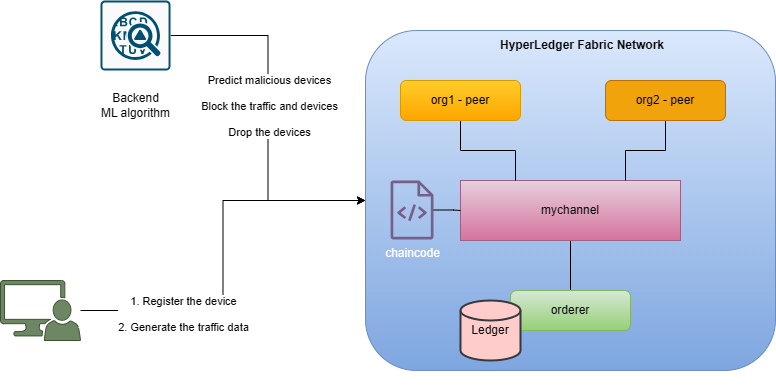 BCD
KN
TUV
Backend
ML algorithm
Predict malicious devices
Block the traffic and devices
Drop the devices
1. Register the device
2. Generate the traffic data
HyperLedger Fabric Network
org1 - peer
org2 - peer
mychannel
chaincode
orderer
Ledger